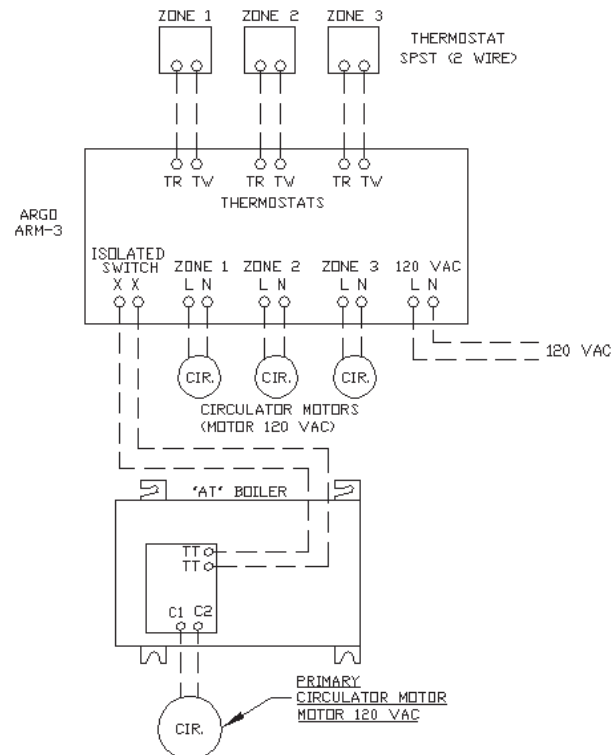 ZONE 1 ZONE 2 ZONE 3
THERMOSTAT
SPST (2 WIRE)
TR TW TR TW TR TW
THERMOSTATS
ARGO
ARM-3
ISOLATED
SWITCH
X X
ZONE 1 ZONE 2 ZONE 3 120 VAC
L N L N L N L N
120 VAC
CIR. CIR. CIR.
CIRCULATOR MOTORS
(MOTOR 120 VAC)
"AT" BOILER
TT
TT
C1 C2
PRIMARY
CIRCULATOR MOTOR
MOTOR 120 VAC
CIR.